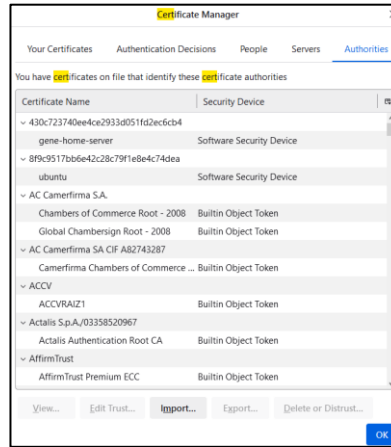 Certificate Manager
Your Certificates Authentication Decisions People Servers Authorities
You have certificates on file that identify these certificate authorities
Certificate Name Security Device
430c723740ee4ce2933d051fd2ec6cb4
gene-home-server Software Security Device
8f9c9517bb6e42c28c79f1e8e4c74dea
ubuntu Software Security Device
AC Camerfirma S.A.
Chambers of Commerce Root - 2008 Builtin Object Token
Global Chambersign Root - 2008 Builtin Object Token
AC Camerfirma SA CIF A82743287
Camerfirma Chambers of Commerce ... Builtin Object Token
ACCV
ACCVRAIZ1 Builtin Object Token
Actalis S.p.A./03358520967
Actalis Authentication Root CA Builtin Object Token
AffirmTrust
AffirmTrust Premium ECC Builtin Object Token
View... Edit Trust... Import... Export... Delete or Distrust...
OK